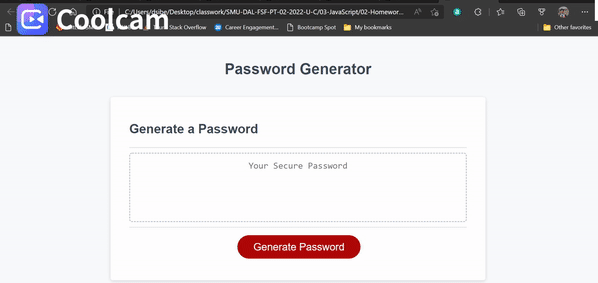 Coolcam
C:/Users/dsibe/Desktop/classwork/SMU-DAL-FSF-PT-02-2022-U-C/03-JavaScript/02-Homewor...
Stack Overflow
Career Engagement...
Bootcamp Spot
My bookmarks
Other favorites
Password Generator
Generate a Password
Your Secure Password
Generate Password